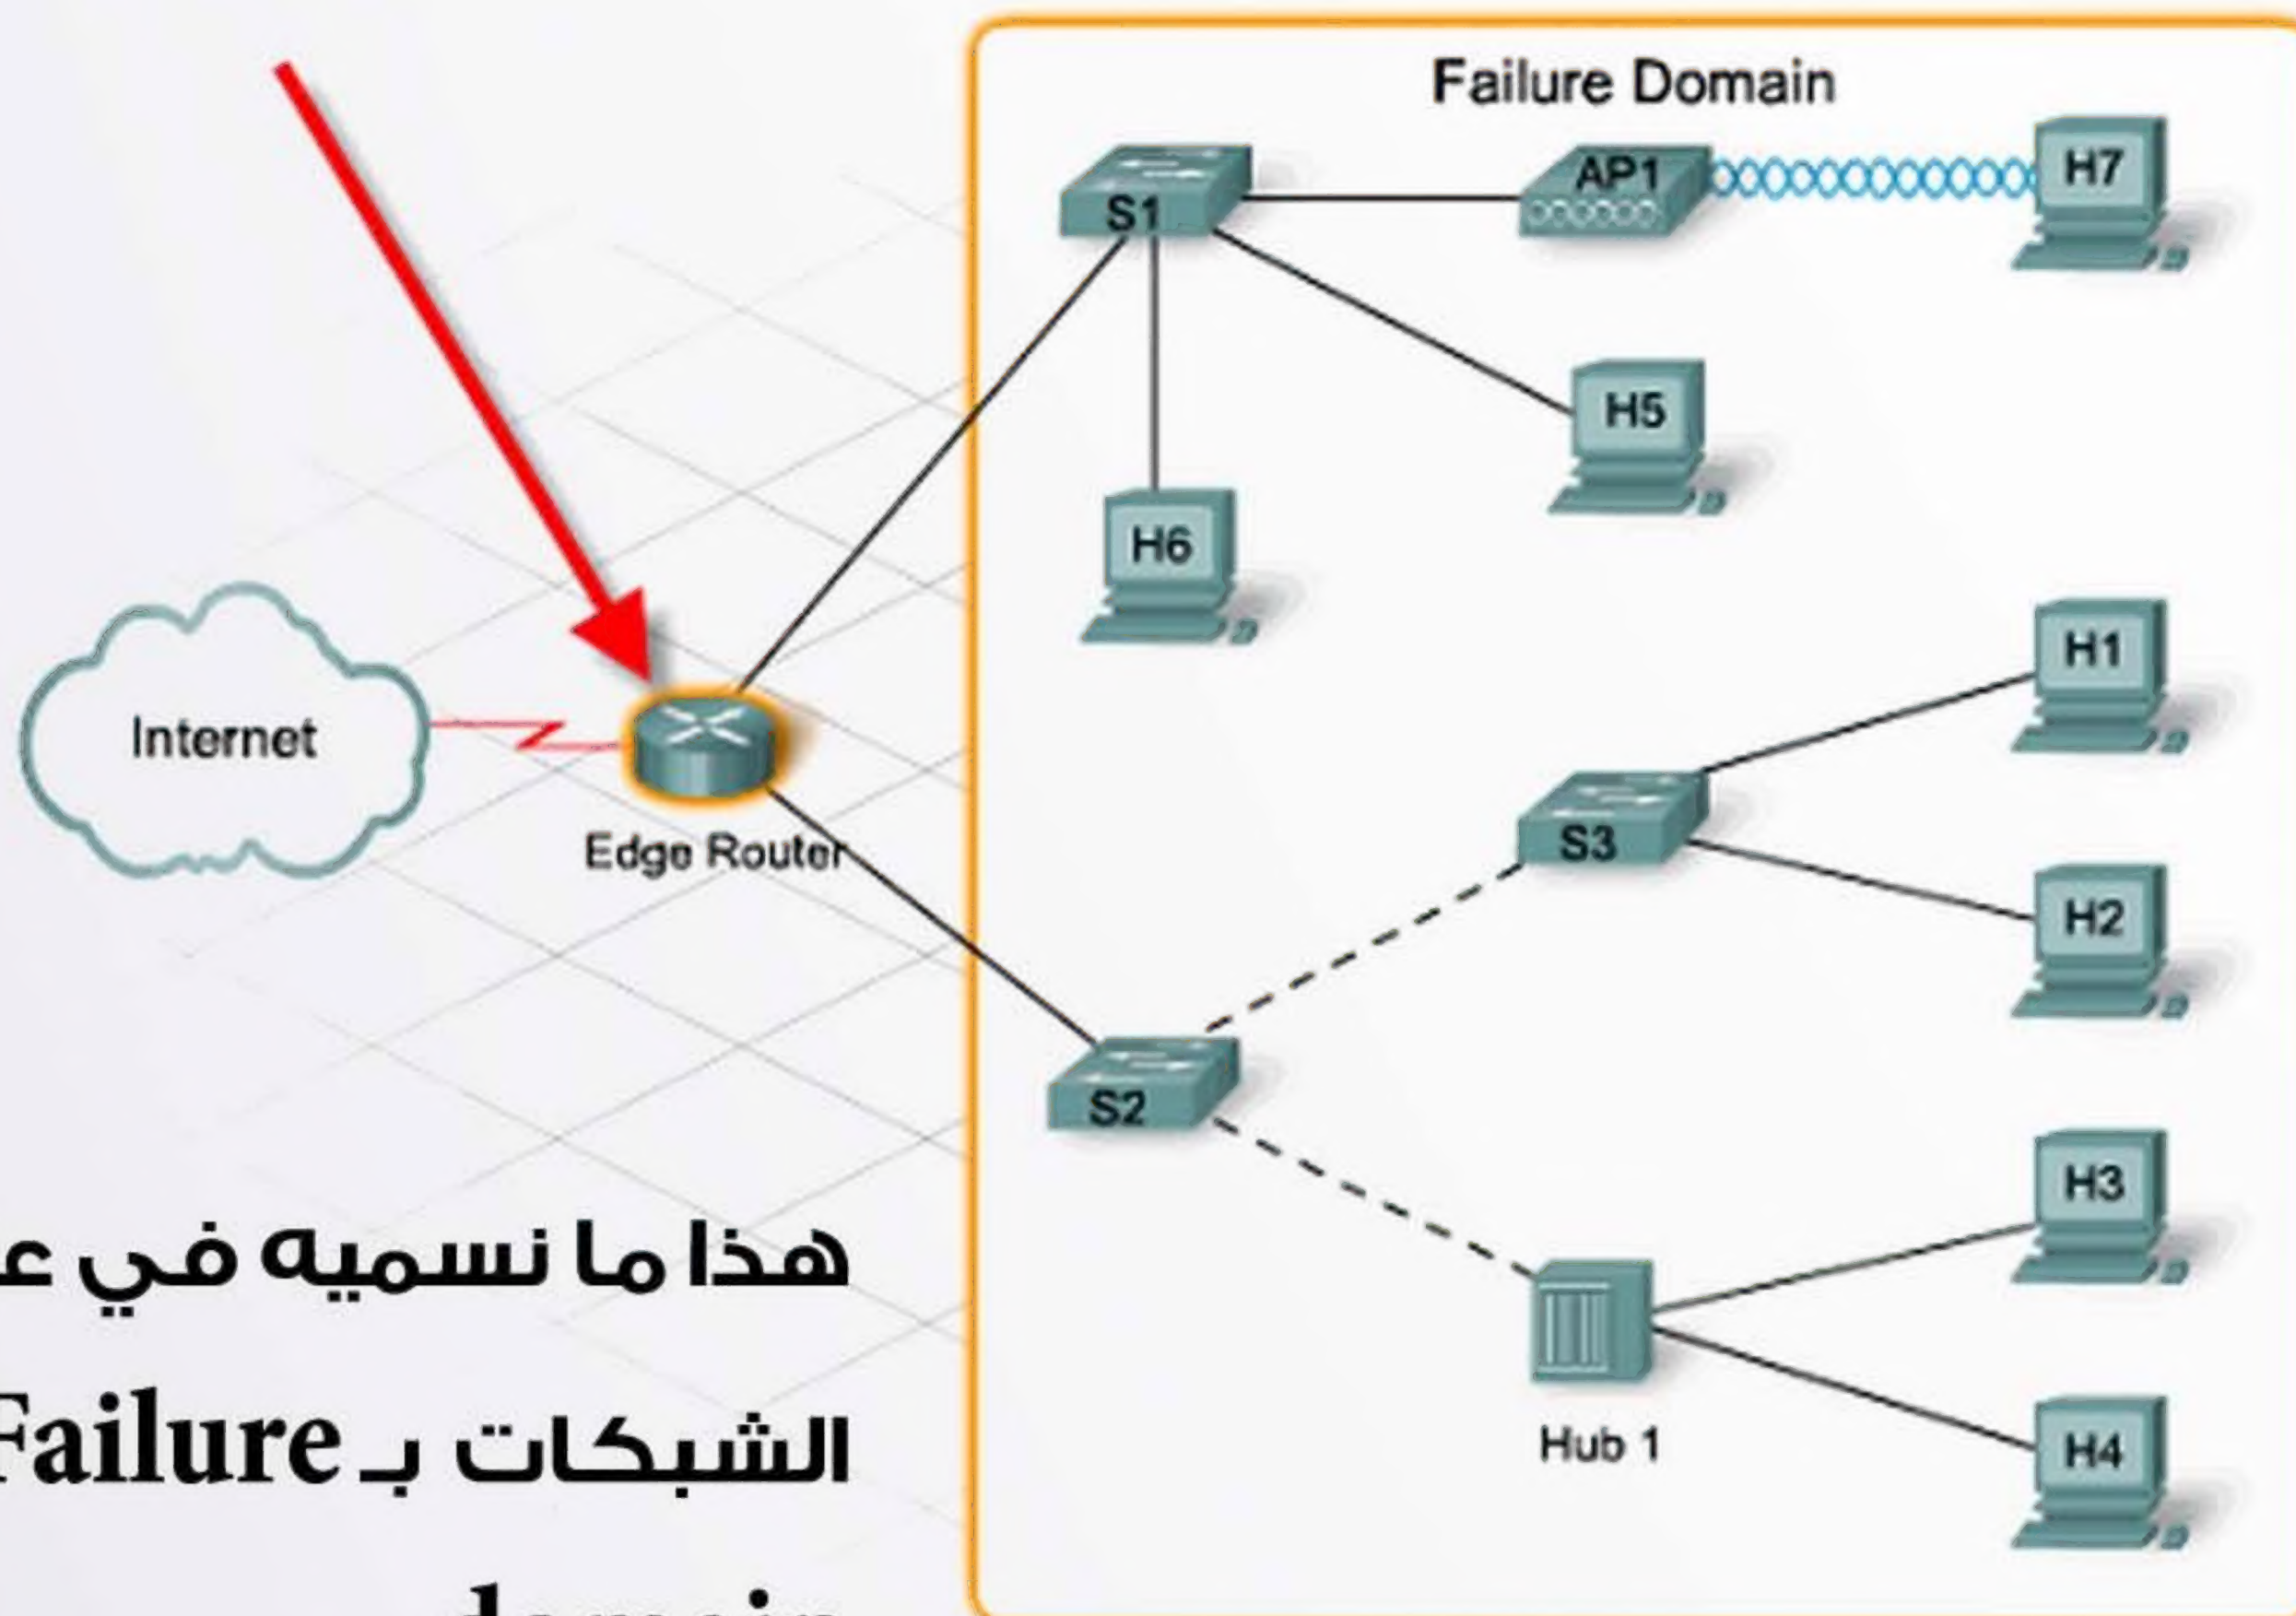 Failure Domain
S1
AP1
H7
H5
H6
H1
Internet
Edge Router
S3
H2
S2
H3
Hub 1
H4
هذا ما نسميه في
الشبكات بـ Failure
domain